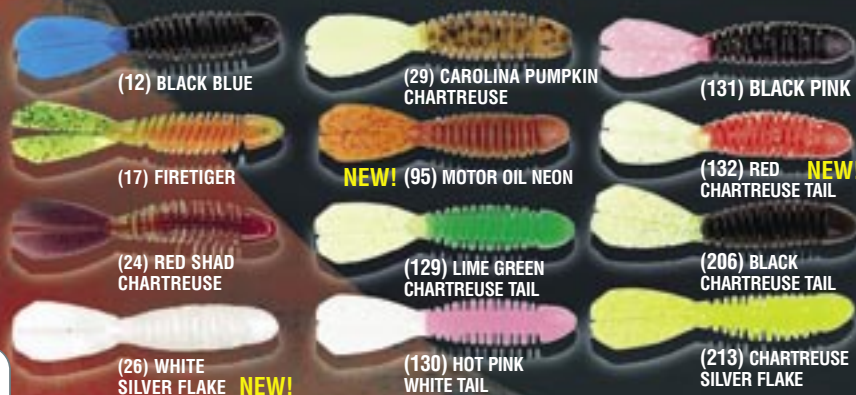 (12) BLACK BLUE
(17) FIRETIGER
(24) RED SHAD
CHARTREUSE
(26) WHITE
SILVER FLAKE NEW!
(29) CAROLINA PUMPKIN
CHARTREUSE
NEW! (95) MOTOR OIL NEON
(129) LIME GREEN
CHARTREUSE TAIL
(130) HOT PINK
WHITE TAIL
(131) BLACK PINK
(132) RED NEW!
CHARTREUSE TAIL
(206) BLACK
CHARTREUSE TAIL
(213) CHARTREUSE
SILVER FLAKE